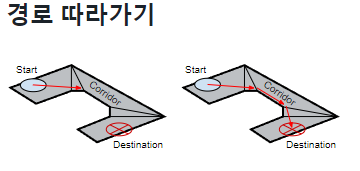 경로 따라가기
Start
Corridor
Destination
Start
Corridor
Destination